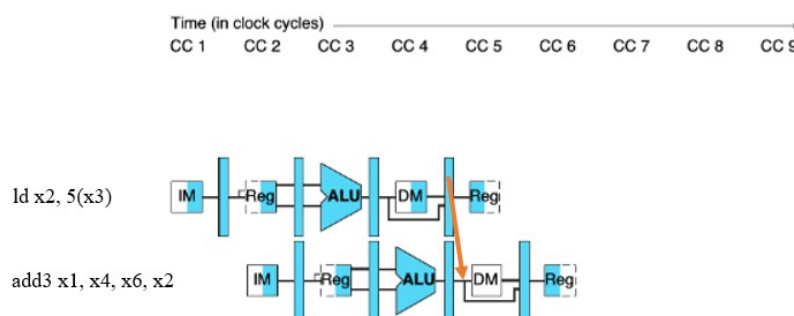 Time (in clock cycles)
CC 1 CC 2 CC 3 CC 4 CC 5 CC 6 CC 7 CC 8 CC 9
ld x2, 5(x3)
IM Reg ALU DM Reg
add3 x1, x4, x6, x2
IM Reg ALU DM Reg